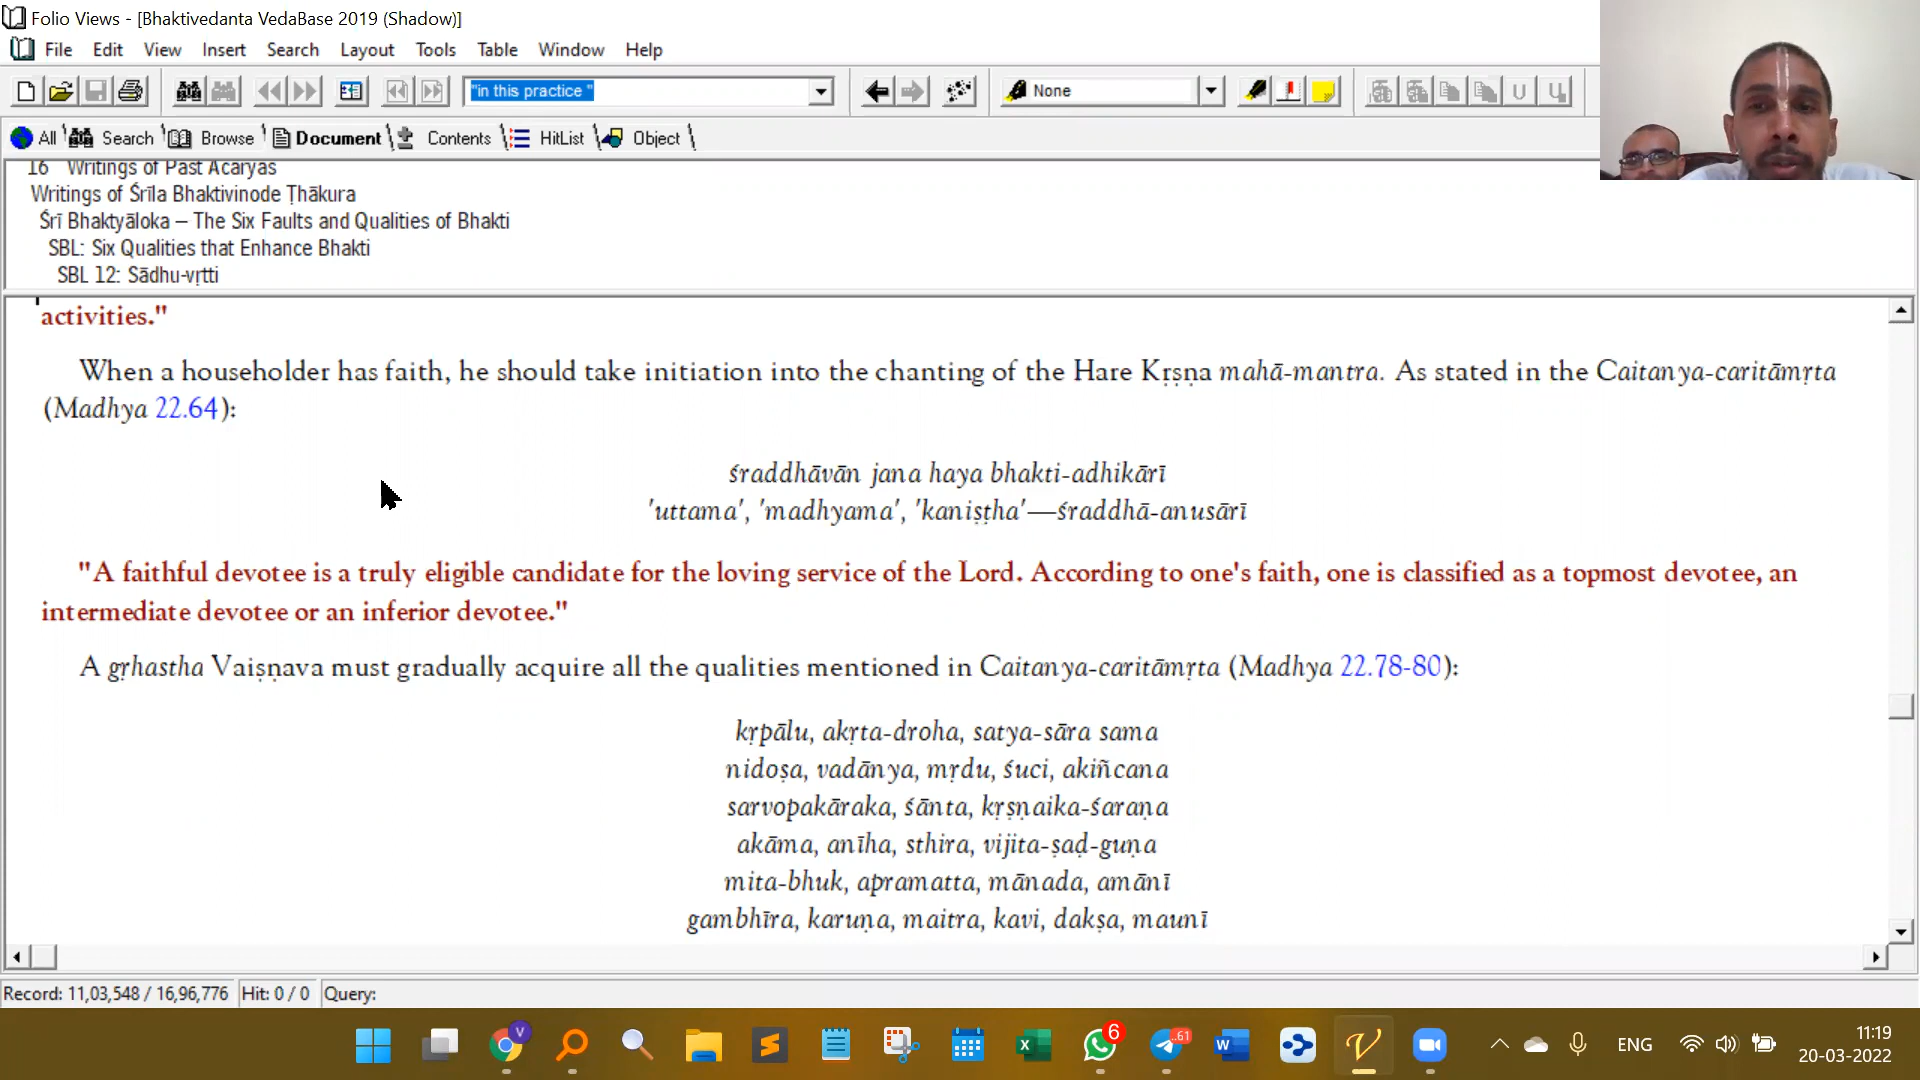 Folio Views - [Bhaktivedanta VedaBase 2019 (Shadow)]
File Edit View Insert Search Layout Tools Table Window Help
"in this practice " None
All Search Browse Document Contents HitList Object
16 Writings of Past Acaryas
Writings of Śrīla Bhaktivinode Ṭhākura
Śrī Bhaktyāloka – The Six Faults and Qualities of Bhakti
SBL: Six Qualities that Enhance Bhakti
SBL 12: Sādhu-vṛtti
activities."
When a householder has faith, he should take initiation into the chanting of the Hare Kṛṣṇa mahā-mantra. As stated in the Caitanya-caritāmṛta
(Madhya 22.64):
śraddhāvān jana haya bhakti-adhikārī
'uttama', 'madhyama', 'kaniṣṭha'—śraddhā-anusārī
"A faithful devotee is a truly eligible candidate for the loving service of the Lord. According to one's faith, one is classified as a topmost devotee, an
intermediate devotee or an inferior devotee."
A gṛhastha Vaiṣṇava must gradually acquire all the qualities mentioned in Caitanya-caritāmṛta (Madhya 22.78-80):
kṛpālu, akṛta-droha, satya-sāra sama
nidoṣa, vadānya, mṛdu, śuci, akiñcana
sarvopakāraka, śānta, kṛṣṇaika-śaraṇa
akāma, anīha, sthira, vijita-ṣaḍ-guṇa
mita-bhuk, apramatta, mānada, amānī
gambhīra, karuṇa, maitra, kavi, dakṣa, maunī
Record: 11,03,548 / 16,96,776 Hit: 0 / 0 Query:
V 6 61 ENG 11:19
20-03-2022